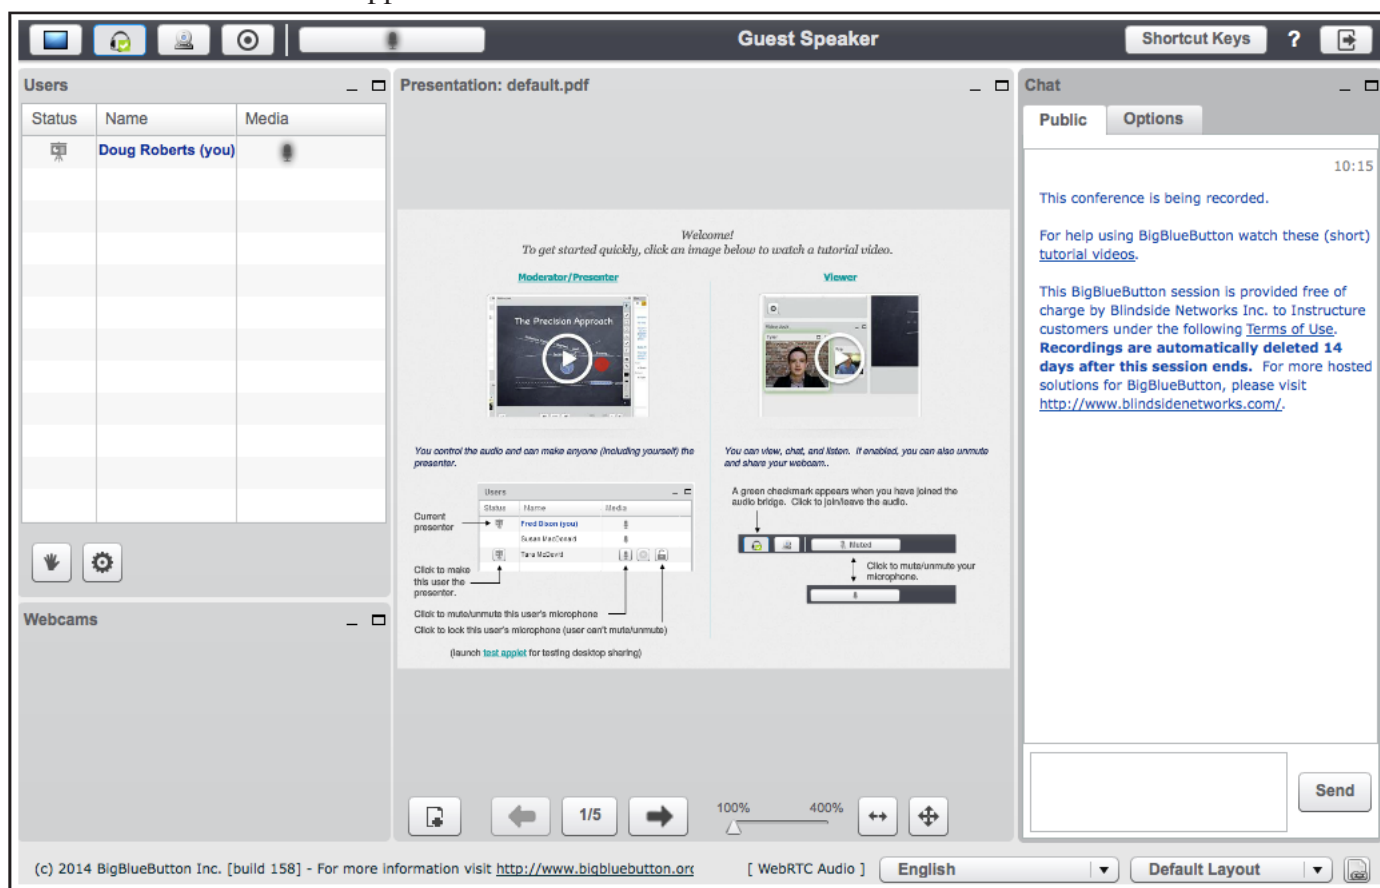 Guest Speaker
Shortcut Keys
?
Users
Status Name Media
Doug Roberts (you)
Webcams
Presentation: default.pdf
Welcome!
To get started quickly, click an image below to watch a tutorial video.
Moderator/Presenter
Viewer
The Precision Approach
You control the audio and can make anyone (including yourself) the
presenter.
You can view, chat, and listen. If enabled, you can also unmute
and share your webcam..
Users
Status Name Media
Current
presenter
Fred Dixon (you)
Susan MacDonald
Tara McDavid
Click to make
this user the
presenter.
Click to mute/unmute this user's microphone
Click to lock this user's microphone (user can't mute/unmute)
(launch test applet for testing desktop sharing)
A green checkmark appears when you have joined the
audio bridge. Click to join/leave the audio.
Muted
Click to mute/unmute your
microphone.
1/5
100% 400%
Chat
Public Options
10:15
This conference is being recorded.
For help using BigBlueButton watch these (short)
tutorial videos.
This BigBlueButton session is provided free of
charge by Blindside Networks Inc. to Instructure
customers under the following Terms of Use.
Recordings are automatically deleted 14
days after this session ends. For more hosted
solutions for BigBlueButton, please visit
http://www.blindsidenetworks.com/.
Send
(c) 2014 BigBlueButton Inc. [build 158] - For more information visit http://www.bigbluebutton.org
[ WebRTC Audio ]
English
Default Layout